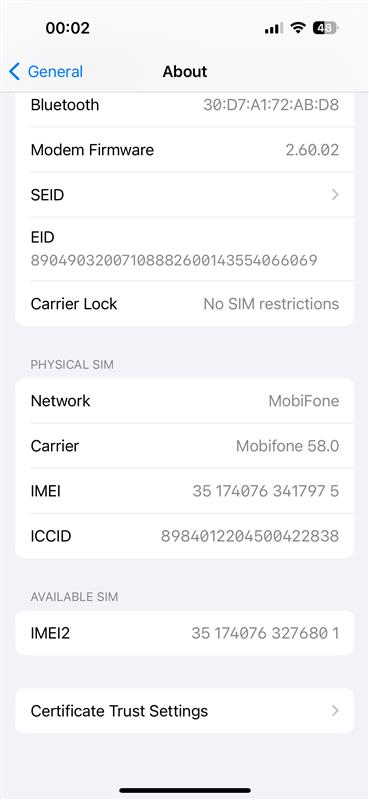 00:02
48
General
About
Bluetooth 30:D7:A1:72:AB:D8
Modem Firmware 2.60.02
SEID
EID
89049032007108882600143554066069
Carrier Lock No SIM restrictions
PHYSICAL SIM
Network MobiFone
Carrier Mobifone 58.0
IMEI 35 174076 341797 5
ICCID 8984012204500422838
AVAILABLE SIM
IMEI2 35 174076 327680 1
Certificate Trust Settings